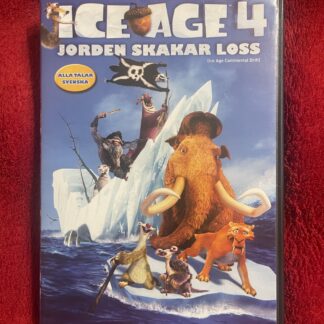 ICE AGE 4
JORDEN SKAKAR LOSS
(Ice Age Continental Drift)
ALLA TALAR
SVENSKA